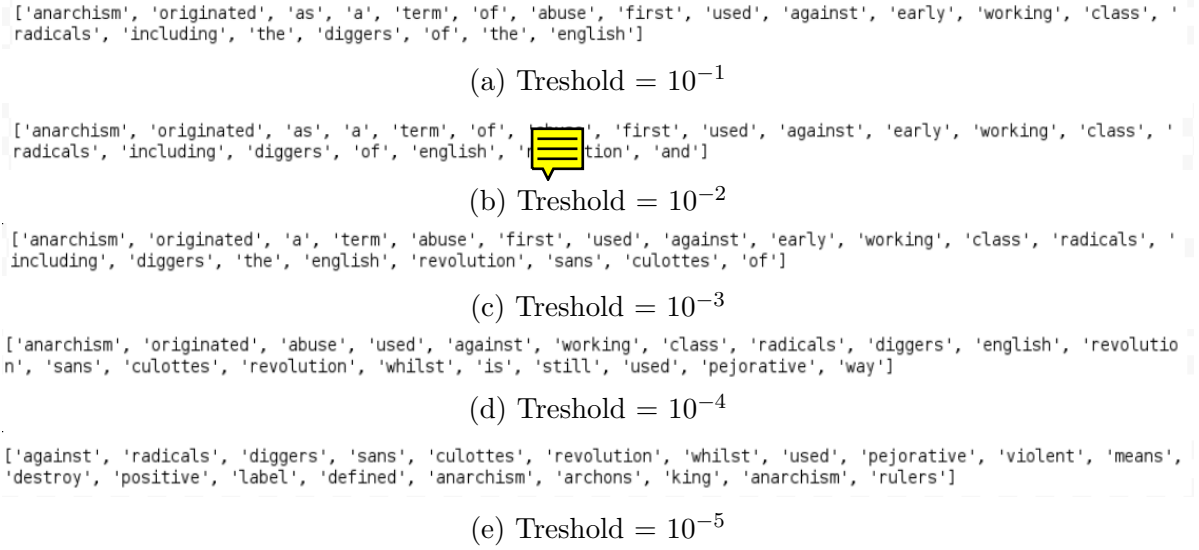 ['anarchism', 'originated', 'as', 'a', 'term', 'of', 'abuse', 'first', 'used', 'against', 'early', 'working', 'class', '
radicals', 'including', 'the', 'diggers', 'of', 'the', 'english']
(a) Treshold = 10⁻¹
['anarchism', 'originated', 'as', 'a', 'term', 'of', 'first', 'used', 'against', 'early', 'working', 'class', '
radicals', 'including', 'diggers', 'of', 'english', 'and']
(b) Treshold = 10⁻²
['anarchism', 'originated', 'a', 'term', 'abuse', 'first', 'used', 'against', 'early', 'working', 'class', 'radicals', '
including', 'diggers', 'the', 'english', 'revolution', 'sans', 'culottes', 'of']
(c) Treshold = 10⁻³
['anarchism', 'originated', 'abuse', 'used', 'against', 'working', 'class', 'radicals', 'diggers', 'english', 'revolutio
n', 'sans', 'culottes', 'revolution', 'whilst', 'is', 'still', 'used', 'pejorative', 'way']
(d) Treshold = 10⁻⁴
['against', 'radicals', 'diggers', 'sans', 'culottes', 'revolution', 'whilst', 'used', 'pejorative', 'violent', 'means',
'destroy', 'positive', 'label', 'defined', 'anarchism', 'archons', 'king', 'anarchism', 'rulers']
(e) Treshold = 10⁻⁵